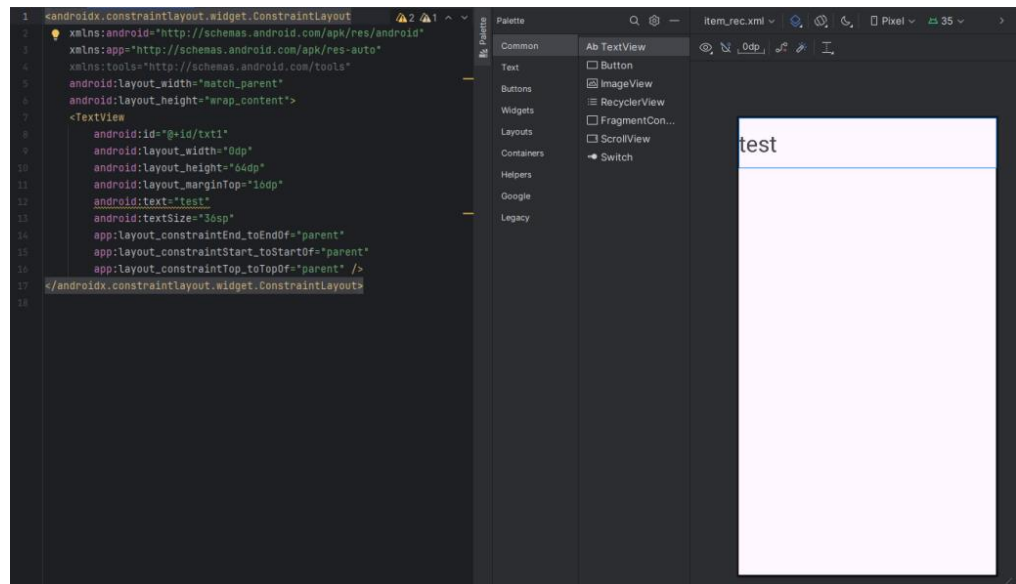 1 <androidx.constraintlayout.widget.ConstraintLayout 2 1
2 xmlns:android="http://schemas.android.com/apk/res/android"
3 xmlns:app="http://schemas.android.com/apk/res-auto"
4 xmlns:tools="http://schemas.android.com/tools"
5 android:layout_width="match_parent"
6 android:layout_height="wrap_content">
7 <TextView
8 android:id="@+id/txt1"
9 android:layout_width="0dp"
10 android:layout_height="64dp"
11 android:layout_marginTop="16dp"
12 android:text="test"
13 android:textSize="36sp"
14 app:layout_constraintEnd_toEndOf="parent"
15 app:layout_constraintStart_toStartOf="parent"
16 app:layout_constraintTop_toTopOf="parent" />
17 </androidx.constraintlayout.widget.ConstraintLayout>
18
Palette
Palette
Common
Text
Buttons
Widgets
Layouts
Containers
Helpers
Google
Legacy
Ab TextView
Button
ImageView
RecyclerView
FragmentCon...
ScrollView
Switch
item_rec.xml Pixel 35
0dp
test